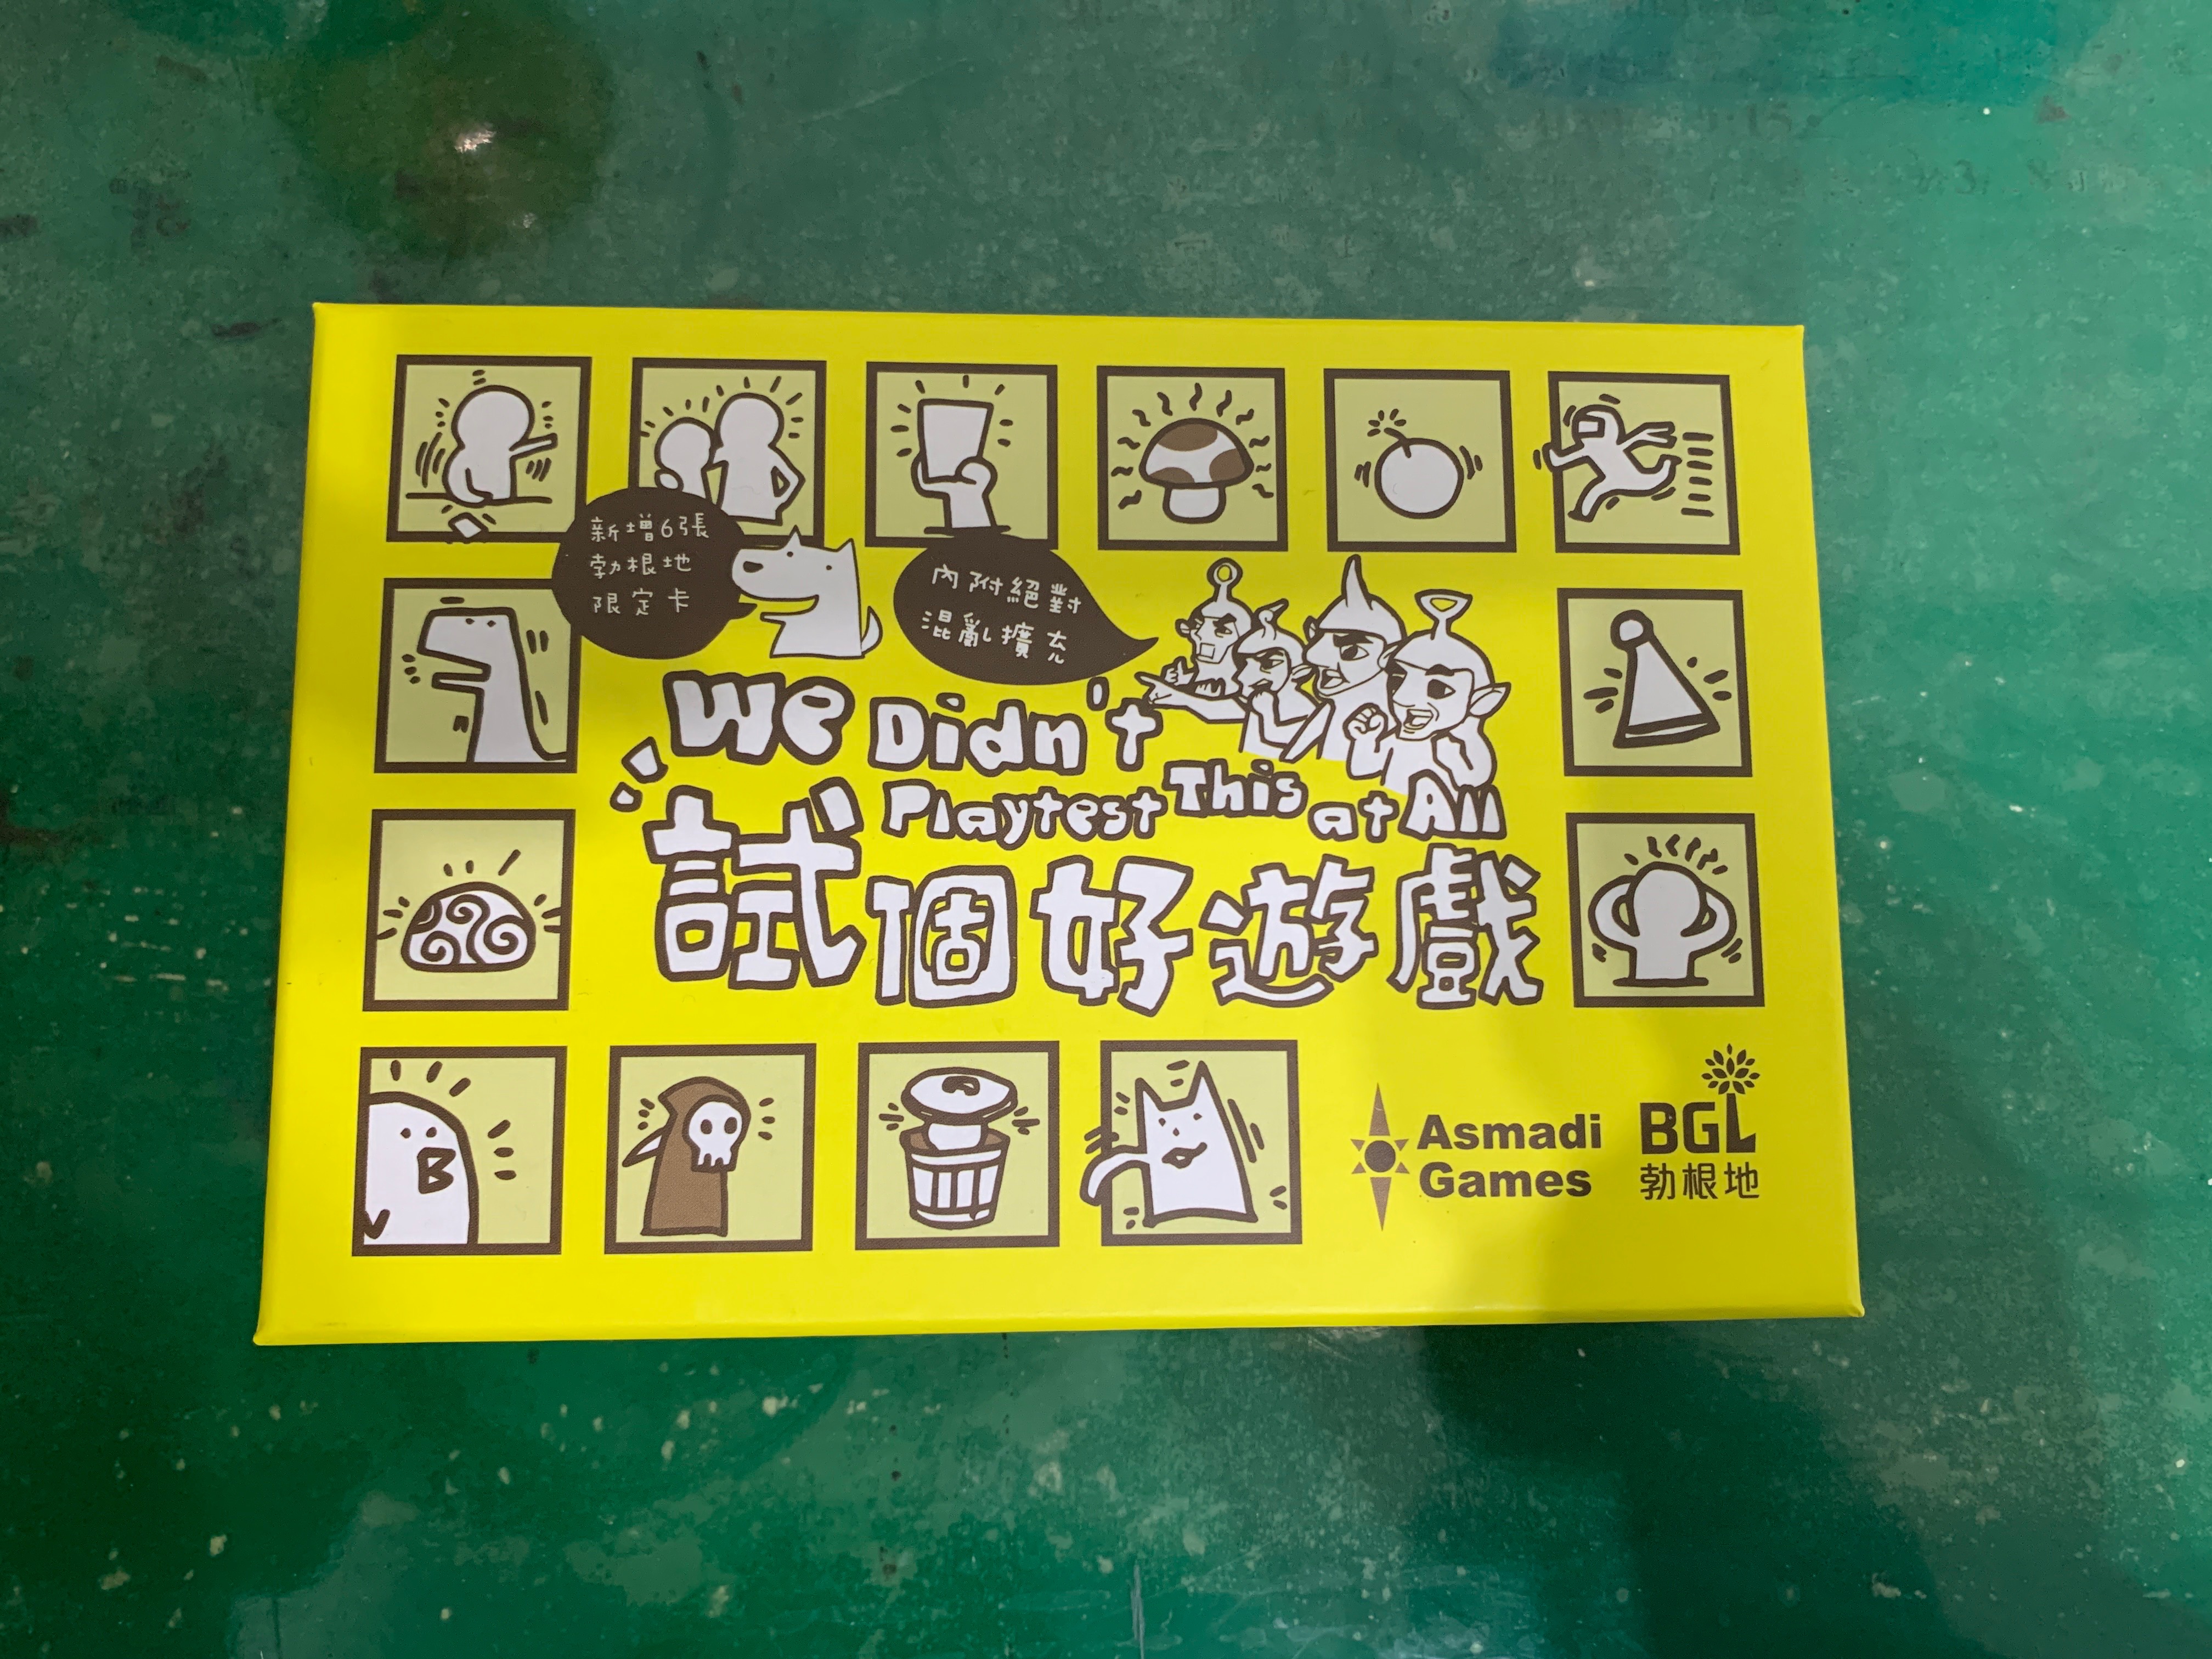 新增6張
勃根地
限定卡
內附絕對
混亂擴充
We Didn't
Playtest This at All
試個好遊戲
Asmadi
Games
BGL
勃根地